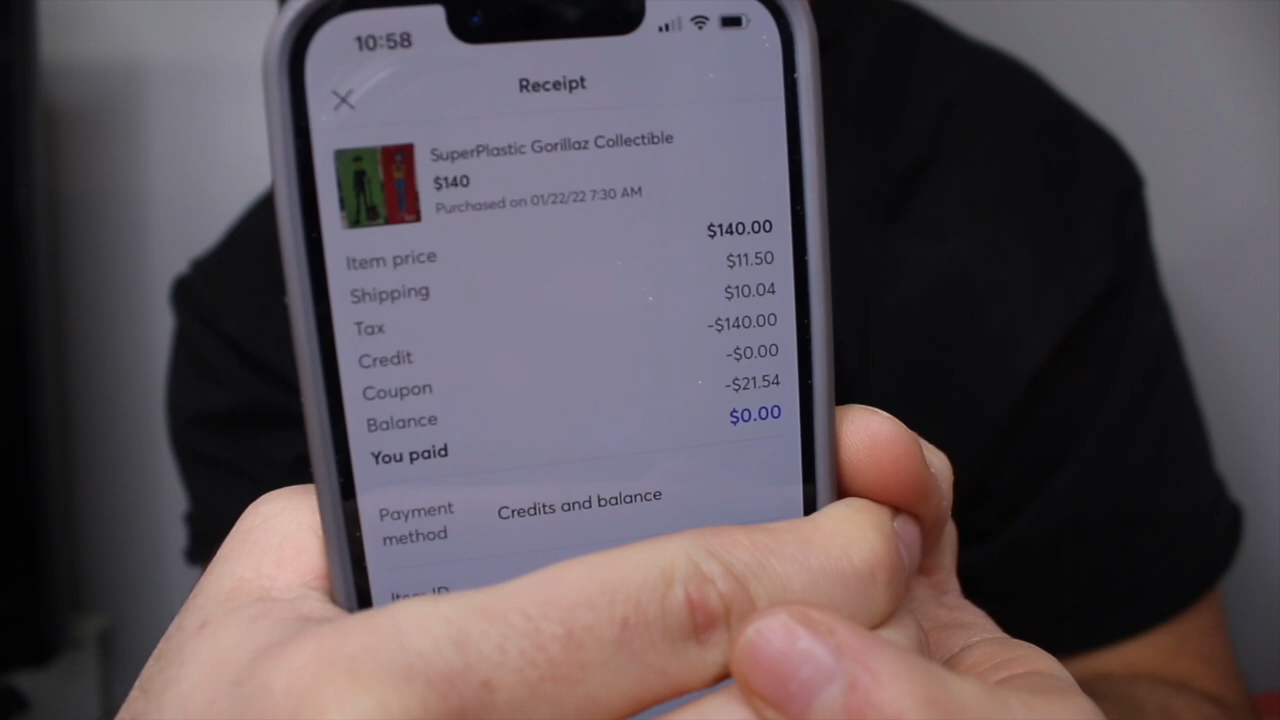 10:58
Receipt
SuperPlastic Gorillaz Collectible
$140
Purchased on 01/22/22 7:30 AM
Item price $140.00
Shipping $11.50
Tax $10.04
Credit -$140.00
Coupon -$0.00
Balance -$21.54
You paid $0.00
Payment method Credits and balance
Item ID